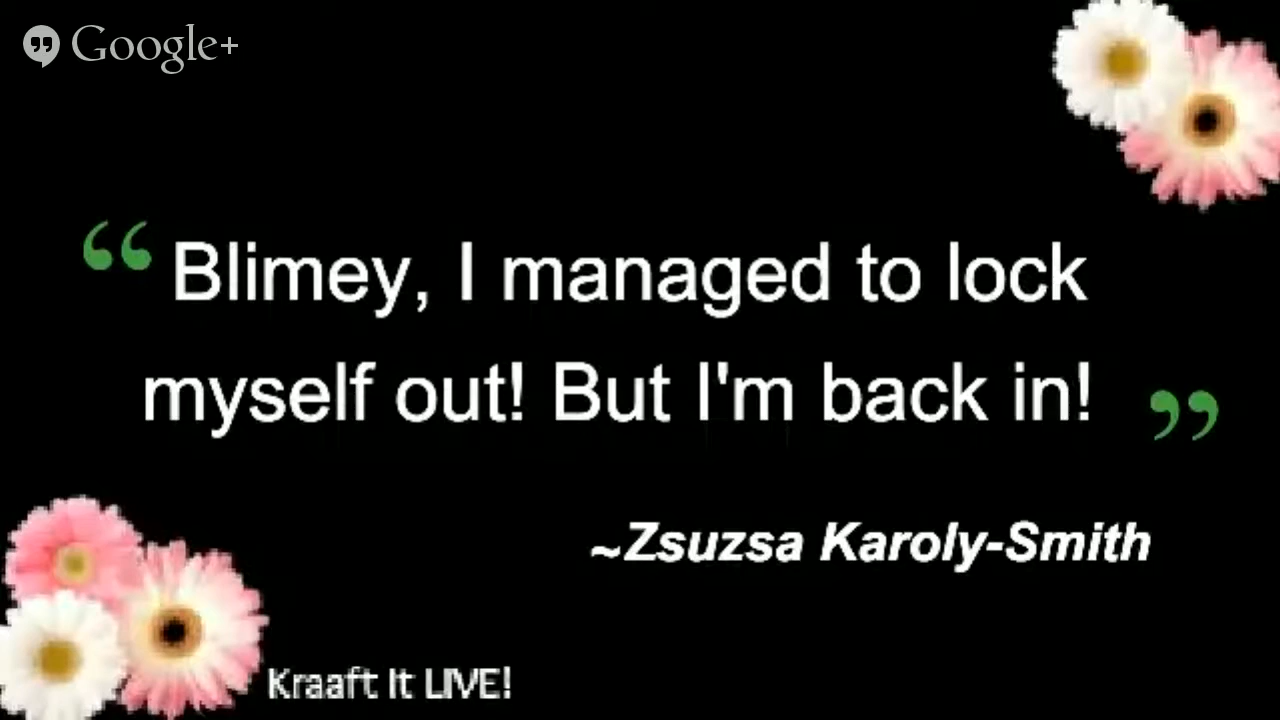 Google+
“Blimey, I managed to lock
myself out! But I'm back in! ”
~Zsuzsa Karoly-Smith
Kraaft It LIVE!